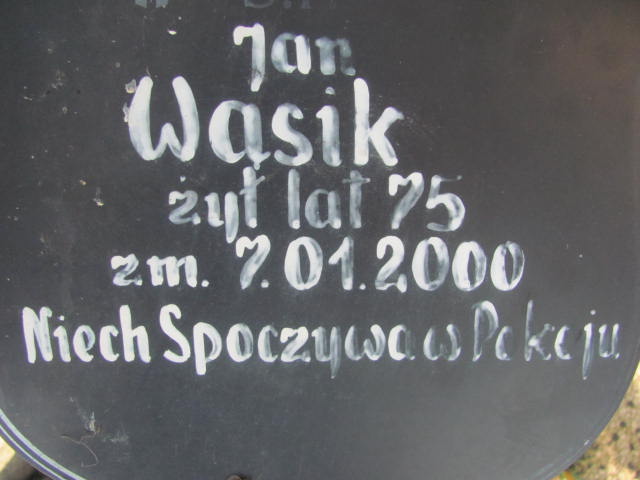 Ś.P.
Jan
Wąsik
żył lat 75
zm. 7.01.2000
Niech Spoczywa w Pokoju